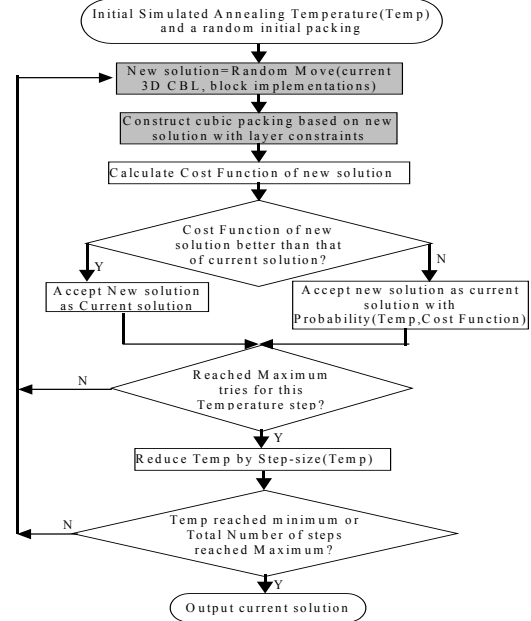 Initial Simulated Annealing Temperature(Temp)
and a random initial packing
New solution=Random Move(current
3D CBL, block implementations)
Construct cubic packing based on new
solution with layer constraints
Calculate Cost Function of new solution
Cost Function of new
solution better than that
of current solution?
Y
N
Accept New solution
as Current solution
Accept new solution as current
solution with
Probability(Temp,Cost Function)
Reached Maximum
tries for this
Temperature step?
N
Y
Reduce Temp by Step-size(Temp)
Temp reached minimum or
Total Number of steps
reached Maximum?
N
Y
Output current solution